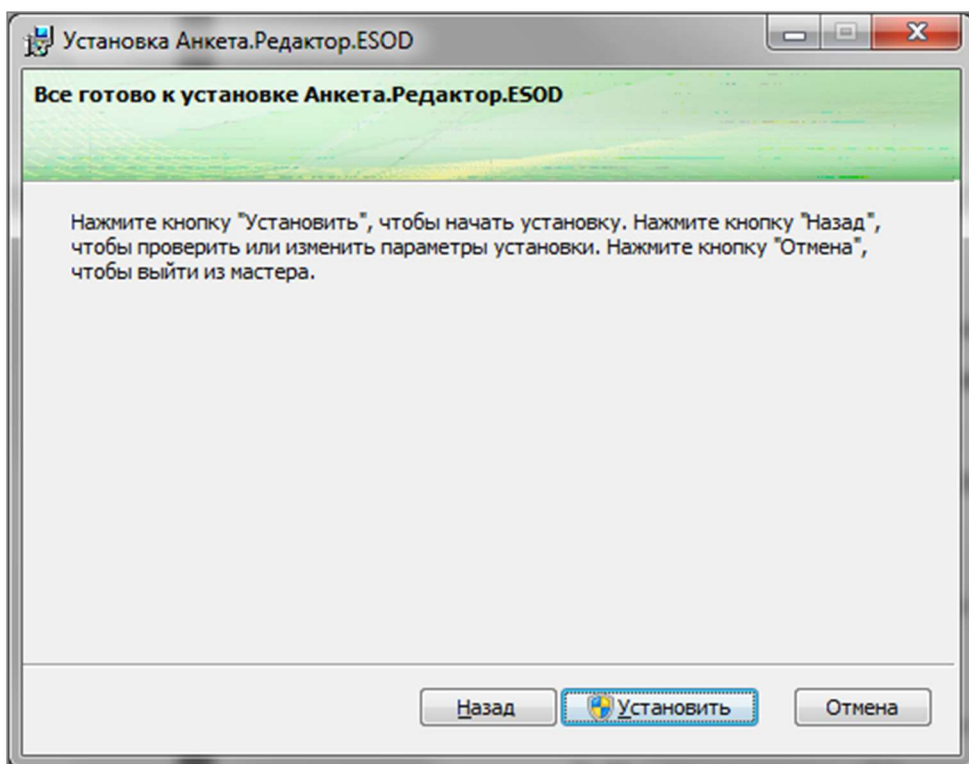 Установка Анкета.Редактор.ESOD
Все готово к установке Анкета.Редактор.ESOD
Нажмите кнопку "Установить", чтобы начать установку. Нажмите кнопку "Назад",
чтобы проверить или изменить параметры установки. Нажмите кнопку "Отмена",
чтобы выйти из мастера.
Назад
Установить
Отмена